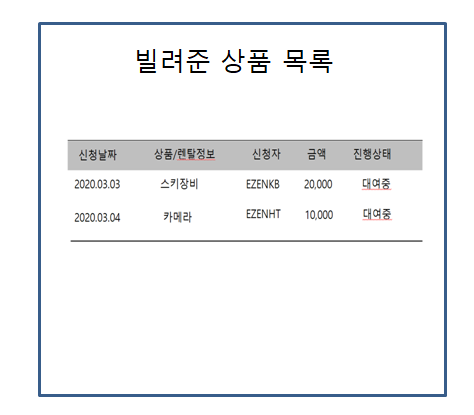 빌려준 상품 목록
신청날짜 상품/렌탈정보 신청자 금액 진행상태
2020.03.03 스키장비 EZENKB 20,000 대여중
2020.03.04 카메라 EZENHT 10,000 대여중